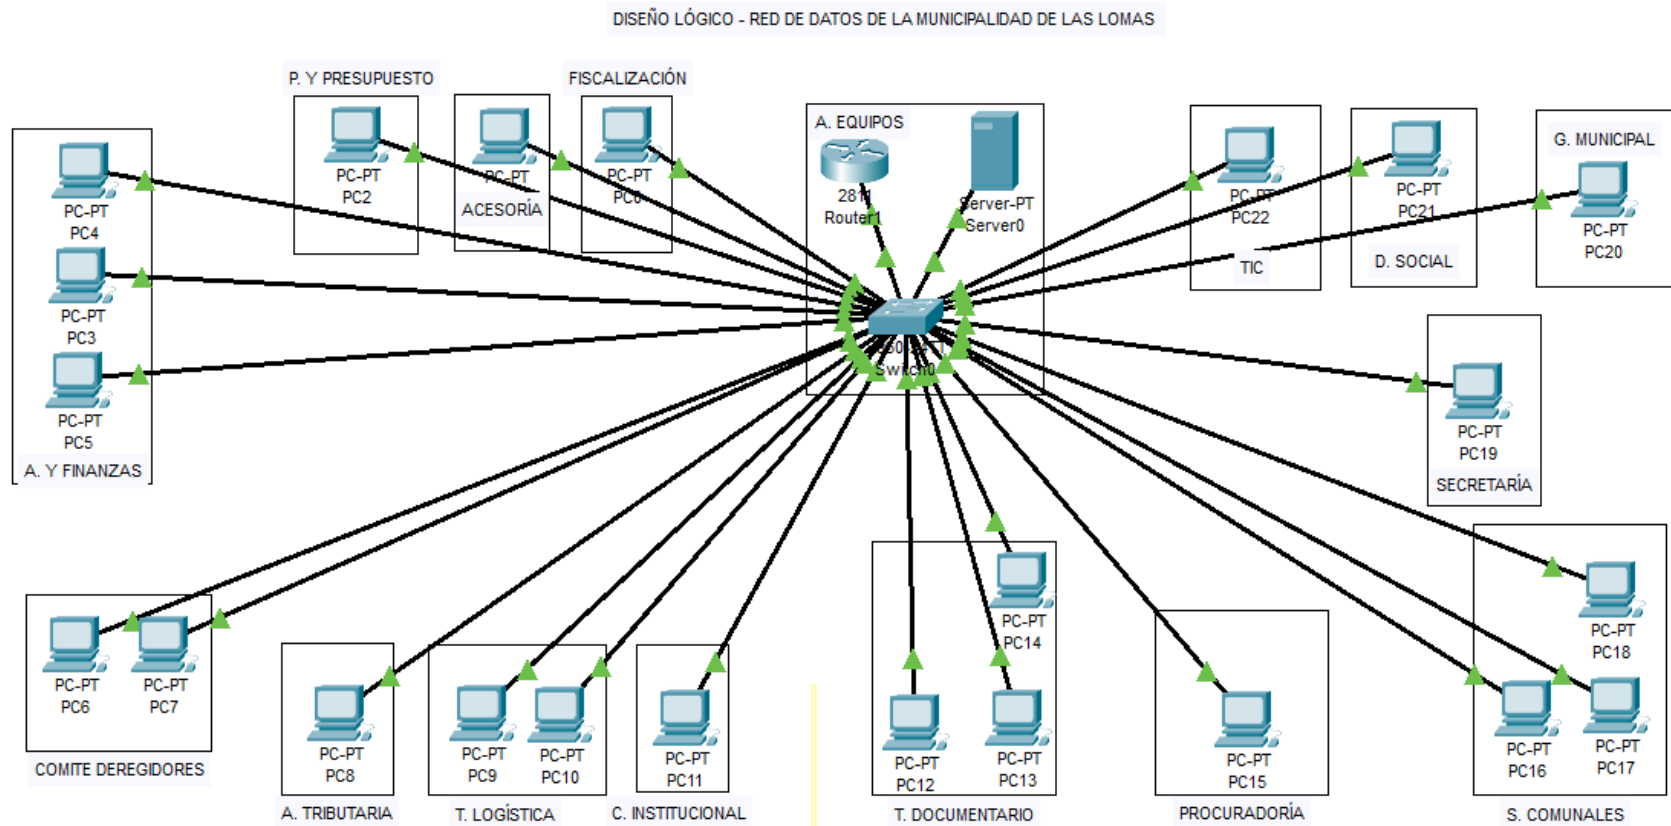 DISEÑO LÓGICO - RED DE DATOS DE LA MUNICIPALIDAD DE LAS LOMAS
P. Y PRESUPUESTO
FISCALIZACIÓN
PC-PT
PC2
PC-PT
ACESORÍA
PC-PT
A. EQUIPOS
2811
Router1
Server-PT
Server0
PC-PT
PC22
TIC
PC-PT
PC21
D. SOCIAL
G. MUNICIPAL
PC-PT
PC20
PC-PT
PC4
PC-PT
PC3
PC-PT
PC5
A. Y FINANZAS
Switch0
PC-PT
PC19
SECRETARÍA
PC-PT
PC6
PC-PT
PC7
COMITE DEREGIDORES
PC-PT
PC8
A. TRIBUTARIA
PC-PT
PC9
PC-PT
PC10
T. LOGÍSTICA
PC-PT
PC11
C. INSTITUCIONAL
PC-PT
PC14
PC-PT
PC12
PC-PT
PC13
T. DOCUMENTARIO
PC-PT
PC15
PROCURADORÍA
PC-PT
PC18
PC-PT
PC16
PC-PT
PC17
S. COMUNALES